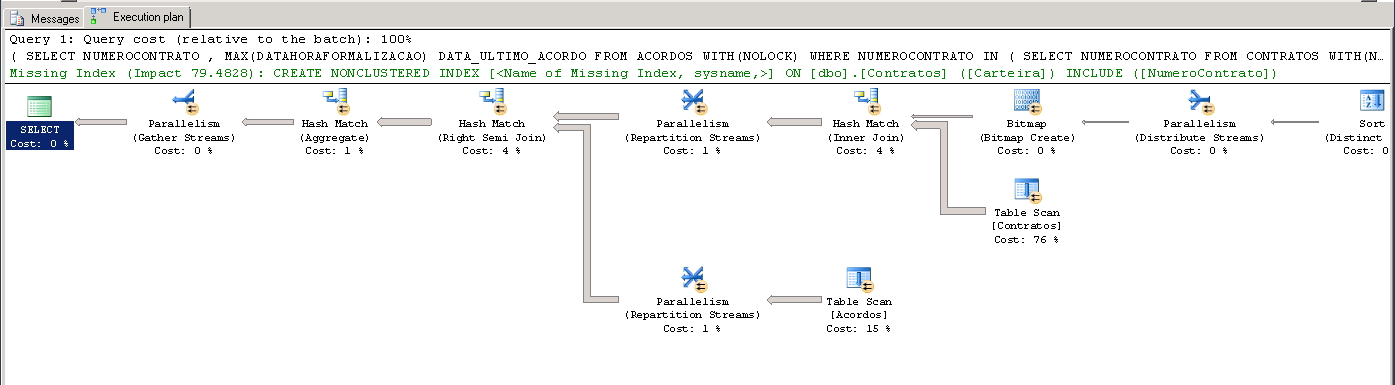 Messages
Execution plan
Query 1: Query cost (relative to the batch): 100%
( SELECT NUMEROCONTRATO , MAX(DATAHORAFORMALIZACAO) DATA_ULTIMO_ACORDO FROM ACORDOS WITH(NOLOCK) WHERE NUMEROCONTRATO IN ( SELECT NUMEROCONTRATO FROM CONTRATOS WITH(N…
Missing Index (Impact 79.4828): CREATE NONCLUSTERED INDEX [<Name of Missing Index, sysname,>] ON [dbo].[Contratos] ([Carteira]) INCLUDE ([NumeroContrato])
SELECT
Cost: 0 %
Parallelism
(Gather Streams)
Cost: 0 %
Hash Match
(Aggregate)
Cost: 1 %
Hash Match
(Right Semi Join)
Cost: 4 %
Parallelism
(Repartition Streams)
Cost: 1 %
Hash Match
(Inner Join)
Cost: 4 %
Bitmap
(Bitmap Create)
Cost: 0 %
Parallelism
(Distribute Streams)
Cost: 0 %
Sort
(Distinct
Cost: 0
Table Scan
[Contratos]
Cost: 76 %
Parallelism
(Repartition Streams)
Cost: 1 %
Table Scan
[Acordos]
Cost: 15 %